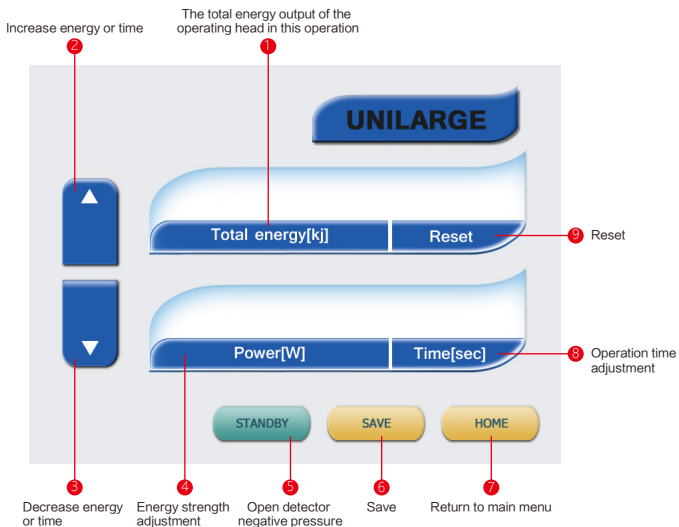 The total energy output of the
operating head in this operation
Increase energy or time
1
2
UNILARGE
Total energy[kj]
Reset
9
Reset
Power[W]
Time[sec]
8
Operation time
adjustment
STANDBY
SAVE
HOME
3
4
5
6
7
Decrease energy
or time
Energy strength
adjustment
Open detector
negative pressure
Save
Return to main menu